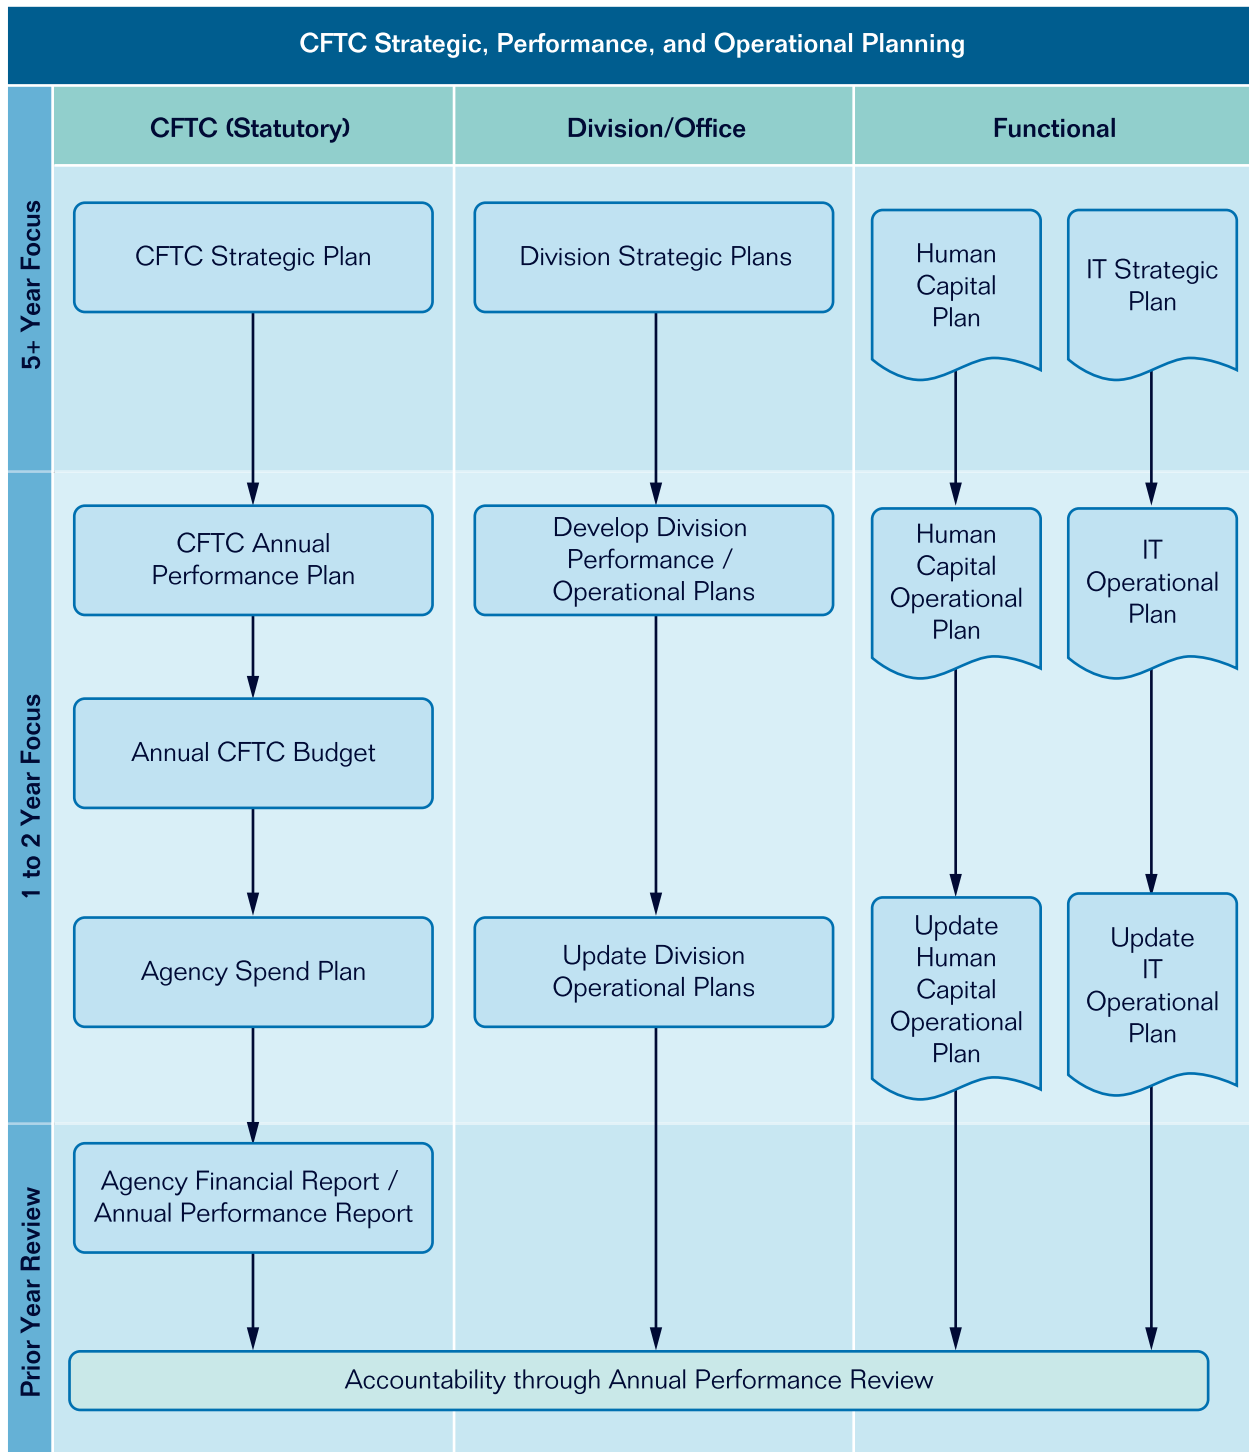 CFTC Strategic, Performance, and Operational Planning
CFTC (Statutory)
Division/Office
Functional
5+ Year Focus
CFTC Strategic Plan
Division Strategic Plans
Human
Capital
Plan
IT Strategic
Plan
1 to 2 Year Focus
CFTC Annual
Performance Plan
Develop Division
Performance /
Operational Plans
Human
Capital
Operational
Plan
IT
Operational
Plan
Annual CFTC Budget
Agency Spend Plan
Update Division
Operational Plans
Update
Human
Capital
Operational
Plan
Update
IT
Operational
Plan
Prior Year Review
Agency Financial Report /
Annual Performance Report
Accountability through Annual Performance Review